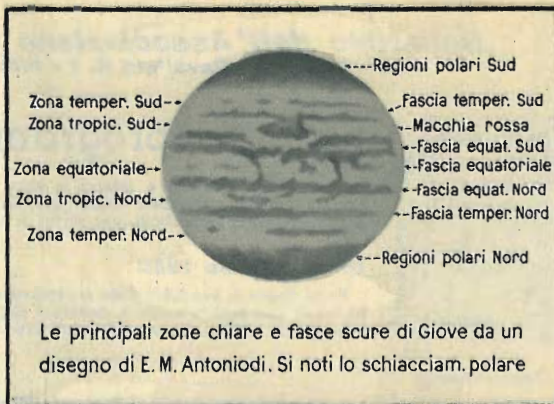 Regioni polari Sud
Zona temper. Sud
Fascia temper. Sud
Zona tropic. Sud
Macchia rossa
Fascia equat. Sud
Zona equatoriale
Fascia equatoriale
Fascia equat. Nord
Zona tropic. Nord
Fascia temper. Nord
Zona temper. Nord
Regioni polari Nord
Le principali zone chiare e fasce scure di Giove da un
disegno di E. M. Antoniodi. Si noti lo schiacciam. polare